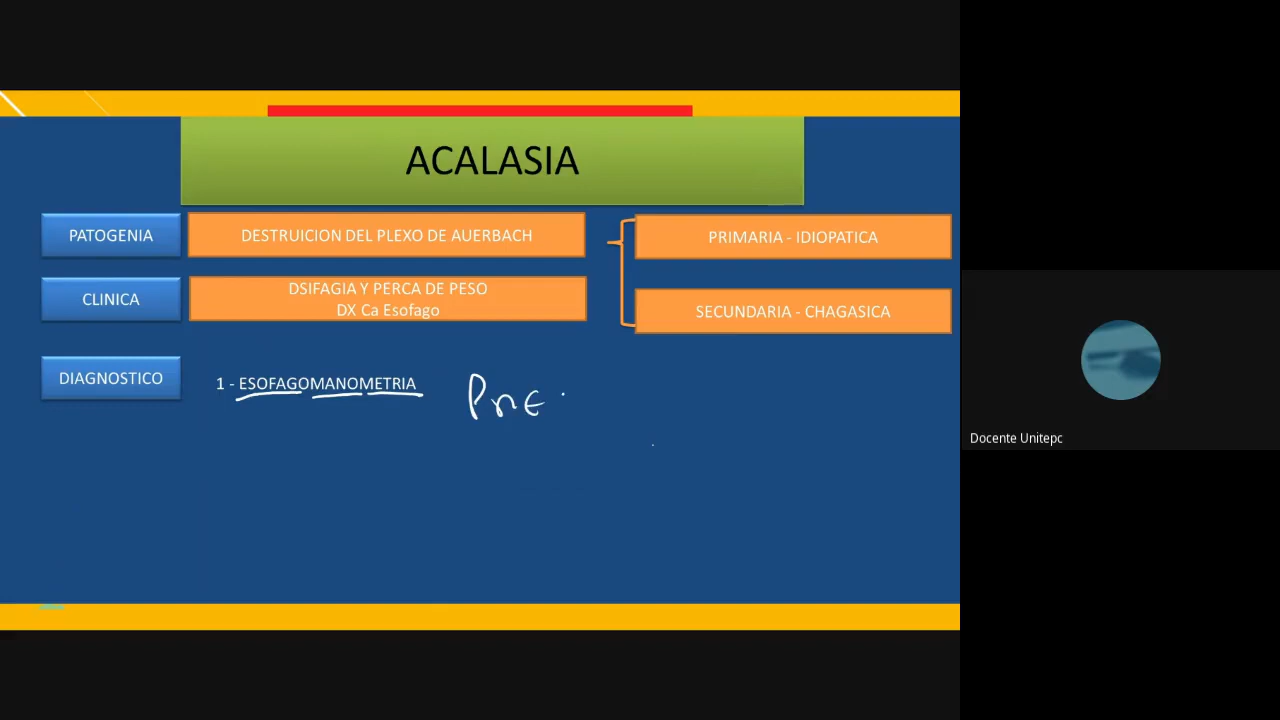 ACALASIA
PATOGENIA
DESTRUICION DEL PLEXO DE AUERBACH
PRIMARIA - IDIOPATICA
CLINICA
DSIFAGIA Y PERCA DE PESO
DX Ca Esofago
SECUNDARIA - CHAGASICA
DIAGNOSTICO
1 - ESOFAGOMANOMETRIA
PRE
Docente Unitepc